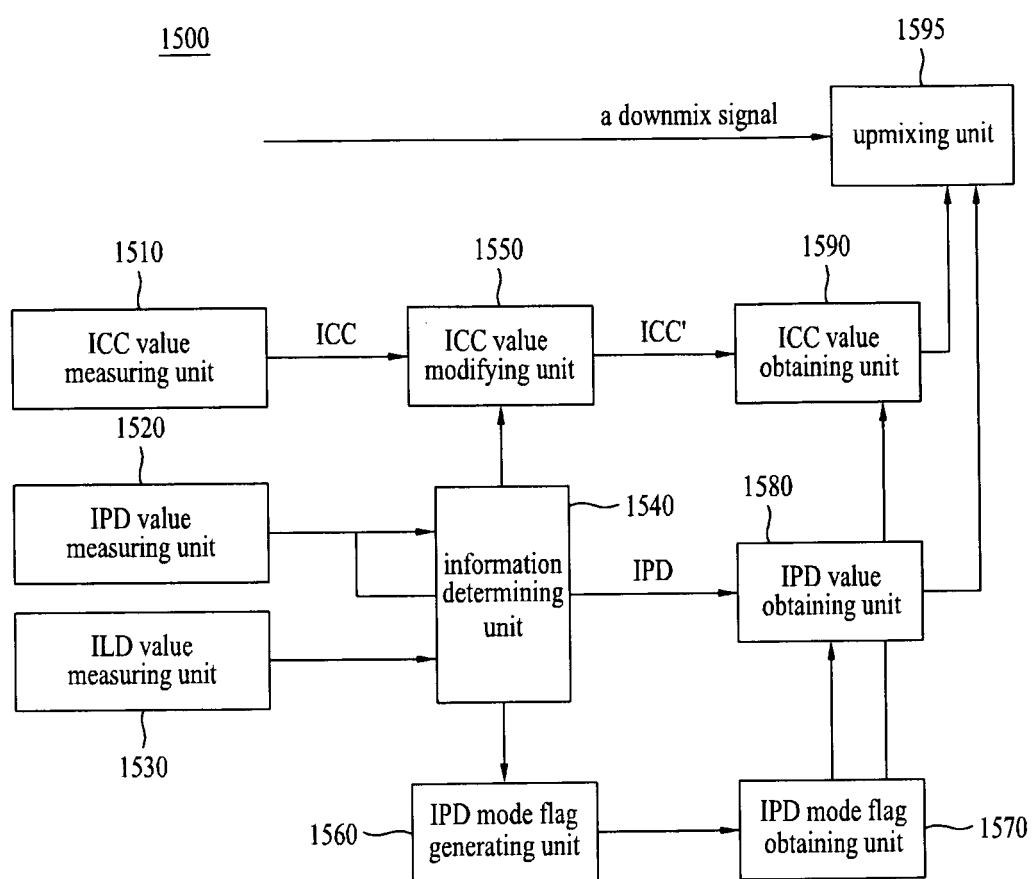 1500
1595
a downmix signal
upmixing unit
1510
1550
1590
ICC value
measuring unit
ICC
ICC value
modifying unit
ICC'
ICC value
obtaining unit
1520
IPD value
measuring unit
1540
information
determining
unit
IPD
1580
IPD value
obtaining unit
ILD value
measuring unit
1530
1560
IPD mode flag
generating unit
IPD mode flag
obtaining unit
1570